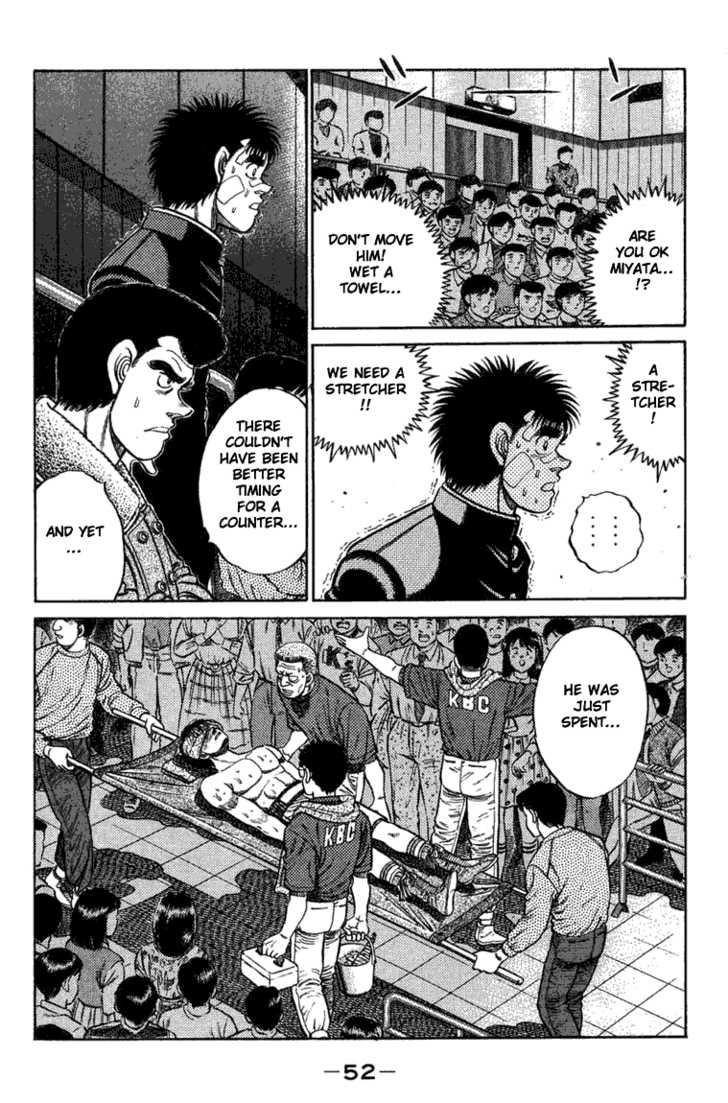 ARE
YOU OK
MIYATA...
!?
DON'T MOVE
HIM!
WET A
TOWEL...
THERE
COULDN'T
HAVE BEEN
BETTER
TIMING
FOR A
COUNTER...
AND YET
...
A
STRE-
TCHER
!
WE NEED A
STRETCHER
!!
......
HE WAS
JUST
SPENT...
K's
KBC
KBC
—52—